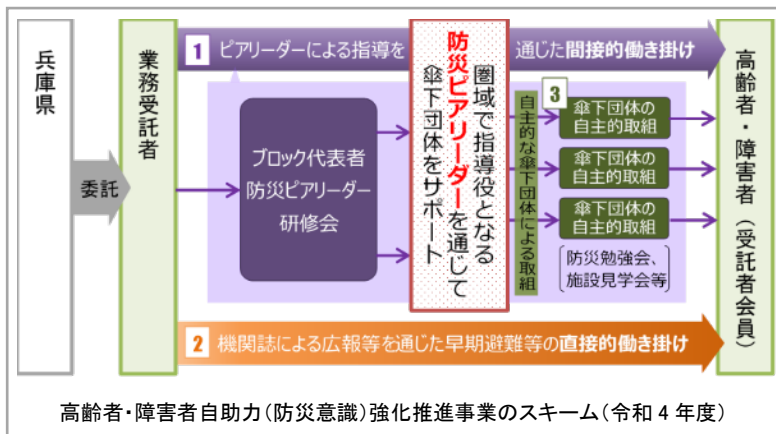 兵庫県
委託
業務受託者
1 ピアリーダーによる指導を
通じた間接的働き掛け
ブロック代表者
防災ピアリーダー
研修会
圏域で指導役となる
防災ピアリーダーを通じて
傘下団体をサポート
自主的な傘下団体による取組
3
傘下団体の
自主的取組
傘下団体の
自主的取組
傘下団体の
自主的取組
防災勉強会、
施設見学会等
2 機関誌による広報等を通じた早期避難等の直接的働き掛け
高齢者・障害者(受託者会員)
高齢者・障害者自助力(防災意識)強化推進事業のスキーム(令和4年度)